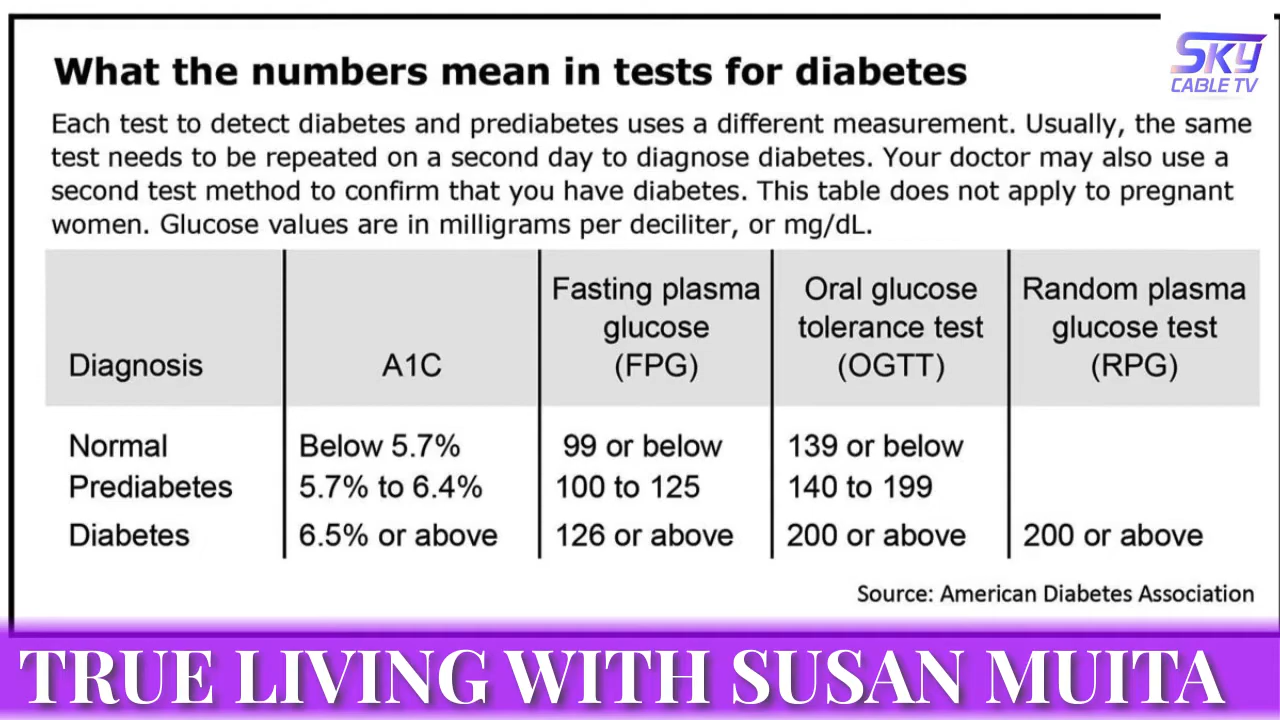 SKY
CABLE TV
What the numbers mean in tests for diabetes
Each test to detect diabetes and prediabetes uses a different measurement. Usually, the same
test needs to be repeated on a second day to diagnose diabetes. Your doctor may also use a
second test method to confirm that you have diabetes. This table does not apply to pregnant
women. Glucose values are in milligrams per deciliter, or mg/dL.
Diagnosis
A1C
Fasting plasma
glucose
(FPG)
Oral glucose
tolerance test
(OGTT)
Random plasma
glucose test
(RPG)
Normal Below 5.7% 99 or below 139 or below
Prediabetes 5.7% to 6.4% 100 to 125 140 to 199
Diabetes 6.5% or above 126 or above 200 or above 200 or above
Source: American Diabetes Association
TRUE LIVING WITH SUSAN MUITA